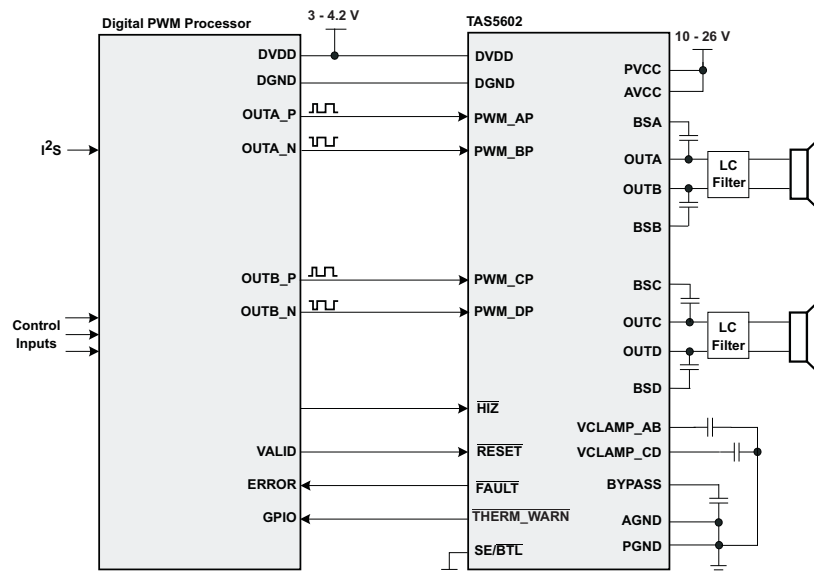 Digital PWM Processor
3 - 4.2 V
TAS5602
10 - 26 V
DVDD
DVDD
PVCC
DGND
DGND
AVCC
OUTA_P
PWM_AP
BSA
I2S
OUTA_N
PWM_BP
OUTA
LC
Filter
OUTB
BSB
OUTB_P
PWM_CP
BSC
Control
Inputs
OUTB_N
PWM_DP
OUTC
LC
Filter
OUTD
BSD
HIZ
VCLAMP_AB
VALID
RESET
VCLAMP_CD
ERROR
FAULT
BYPASS
GPIO
THERM_WARN
AGND
SE/BTL
PGND